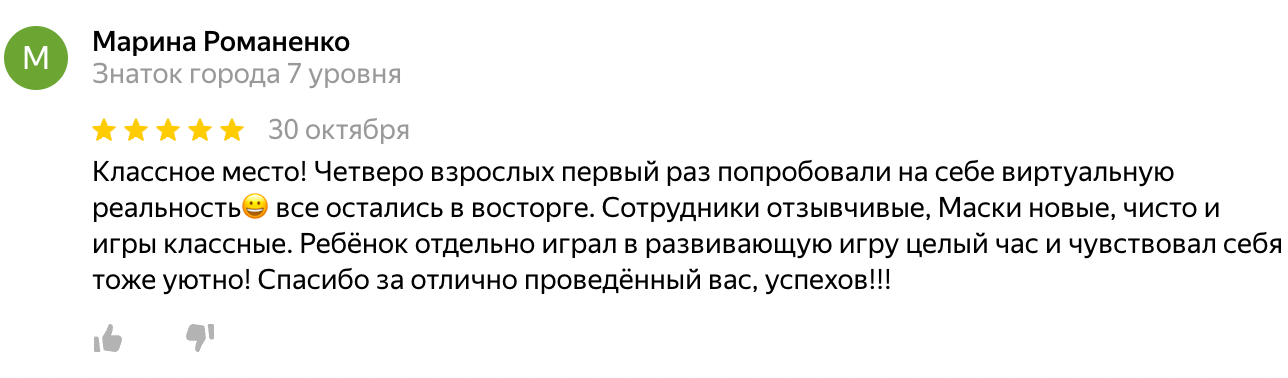 М
Марина Романенко
Знаток города 7 уровня
30 октября
Классное место! Четверо взрослых первый раз попробовали на себе виртуальную
реальность😀 все остались в восторге. Сотрудники отзывчивые, Маски новые, чисто и
игры классные. Ребёнок отдельно играл в развивающую игру целый час и чувствовал себя
тоже уютно! Спасибо за отлично проведённый вас, успехов!!!